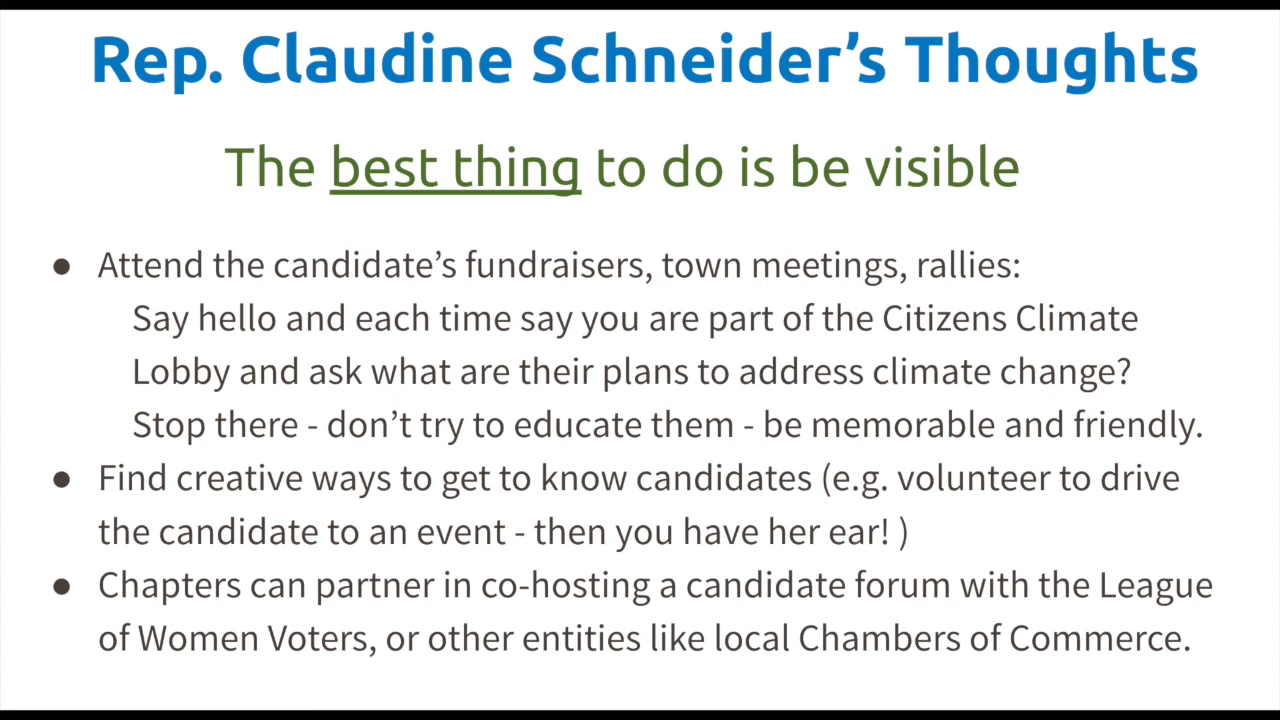 Rep. Claudine Schneider’s Thoughts
The best thing to do is be visible
● Attend the candidate’s fundraisers, town meetings, rallies:
Say hello and each time say you are part of the Citizens Climate
Lobby and ask what are their plans to address climate change?
Stop there - don’t try to educate them - be memorable and friendly.
● Find creative ways to get to know candidates (e.g. volunteer to drive
the candidate to an event - then you have her ear! )
● Chapters can partner in co-hosting a candidate forum with the League
of Women Voters, or other entities like local Chambers of Commerce.